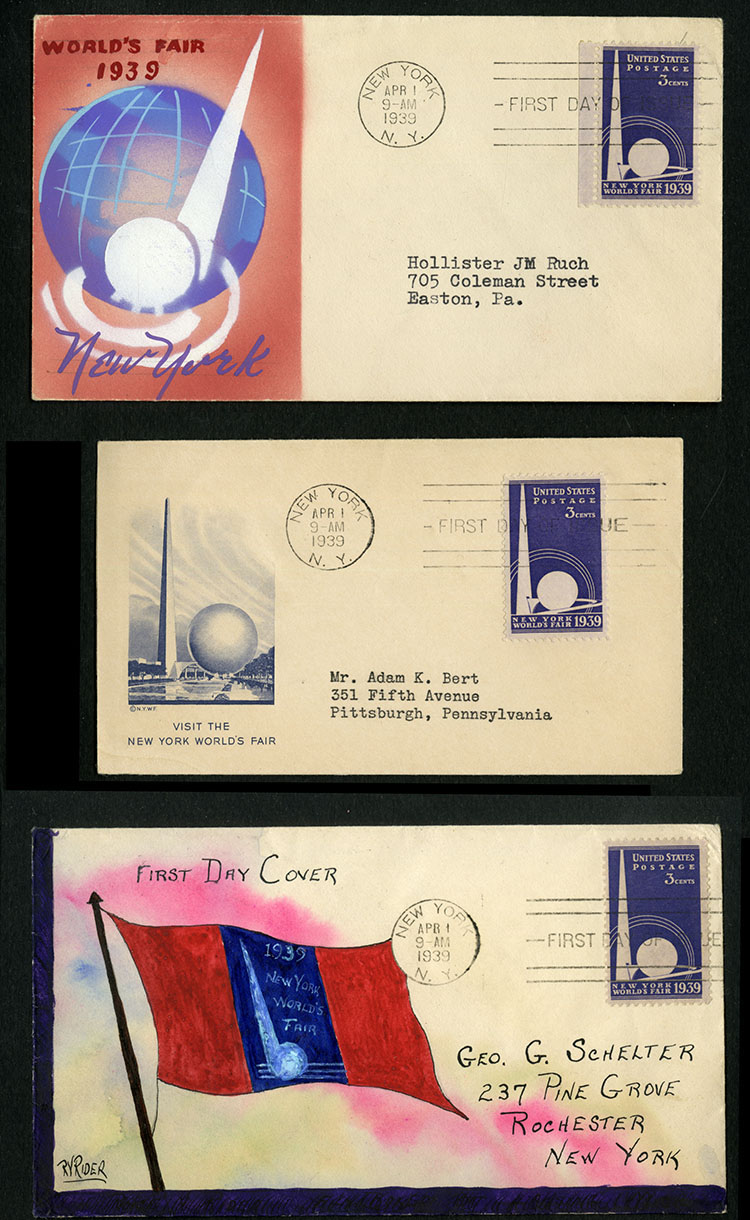 WORLD'S FAIR
1939
New York
NEW YORK
APR 1
9-AM
1939
N. Y.
FIRST DAY O
UNITED STATES
POSTAGE
3 CENTS
NEW YORK
WORLD'S FAIR 1939
Hollister JM Ruch
705 Coleman Street
Easton, Pa.
NEW YORK
APR 1
9-AM
1939
N. Y.
FIRST DAY OF ISSUE
UNITED STATES
POSTAGE
3 CENTS
NEW YORK
WORLD'S FAIR 1939
©N.Y.W.F.
VISIT THE
NEW YORK WORLD'S FAIR
Mr. Adam K. Bert
351 Fifth Avenue
Pittsburgh, Pennsylvania
FIRST DAY COVER
1939
NEW YORK
WORLD'S
FAIR
RVRIDER
NEW YORK
APR 1
9-AM
1939
N. Y.
FIRST DAY OF ISSUE
UNITED STATES
POSTAGE
3 CENTS
NEW YORK
WORLD'S FAIR 1939
GEO. G. SCHELTER
237 PINE GROVE
ROCHESTER
NEW YORK